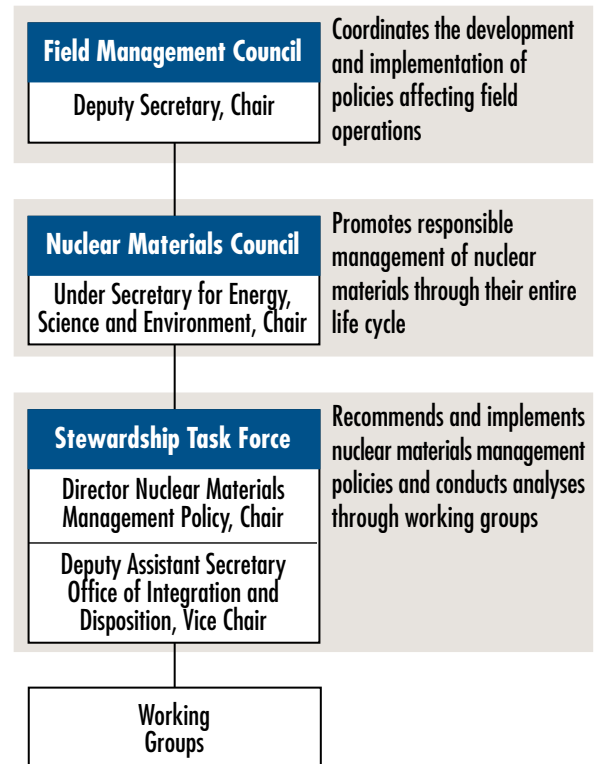 Field Management Council
Deputy Secretary, Chair
Coordinates the development
and implementation of
policies affecting field
operations
Nuclear Materials Council
Under Secretary for Energy,
Science and Environment, Chair
Promotes responsible
management of nuclear
materials through their entire
life cycle
Stewardship Task Force
Director Nuclear Materials
Management Policy, Chair
Deputy Assistant Secretary
Office of Integration and
Disposition, Vice Chair
Recommends and implements
nuclear materials management
policies and conducts analyses
through working groups
Working
Groups